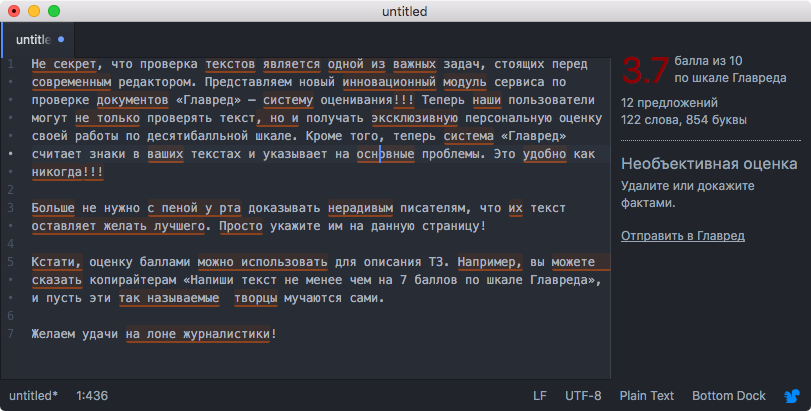 untitled
untitle
1 Не секрет, что проверка текстов является одной из важных задач, стоящих перед
• современным редактором. Представляем новый инновационный модуль сервиса по
• проверке документов «Главред» — систему оценивания!!! Теперь наши пользователи
• могут не только проверять текст, но и получать эксклюзивную персональную оценку
• своей работы по десятибалльной шкале. Кроме того, теперь система «Главред»
• считает знаки в ваших текстах и указывает на основные проблемы. Это удобно как
• никогда!!!
2
3 Больше не нужно с пеной у рта доказывать нерадивым писателям, что их текст
• оставляет желать лучшего. Просто укажите им на данную страницу!
4
5 Кстати, оценку баллами можно использовать для описания ТЗ. Например, вы можете
• сказать копирайтерам «Напиши текст не менее чем на 7 баллов по шкале Главреда»,
• и пусть эти так называемые  творцы мучаются сами.
6
7 Желаем удачи на лоне журналистики!
3.7 балла из 10
по шкале Главреда
12 предложений
122 слова, 854 буквы
Необъективная оценка
Удалите или докажите
фактами.
Отправить в Главред
untitled* 1:436 LF UTF-8 Plain Text Bottom Dock